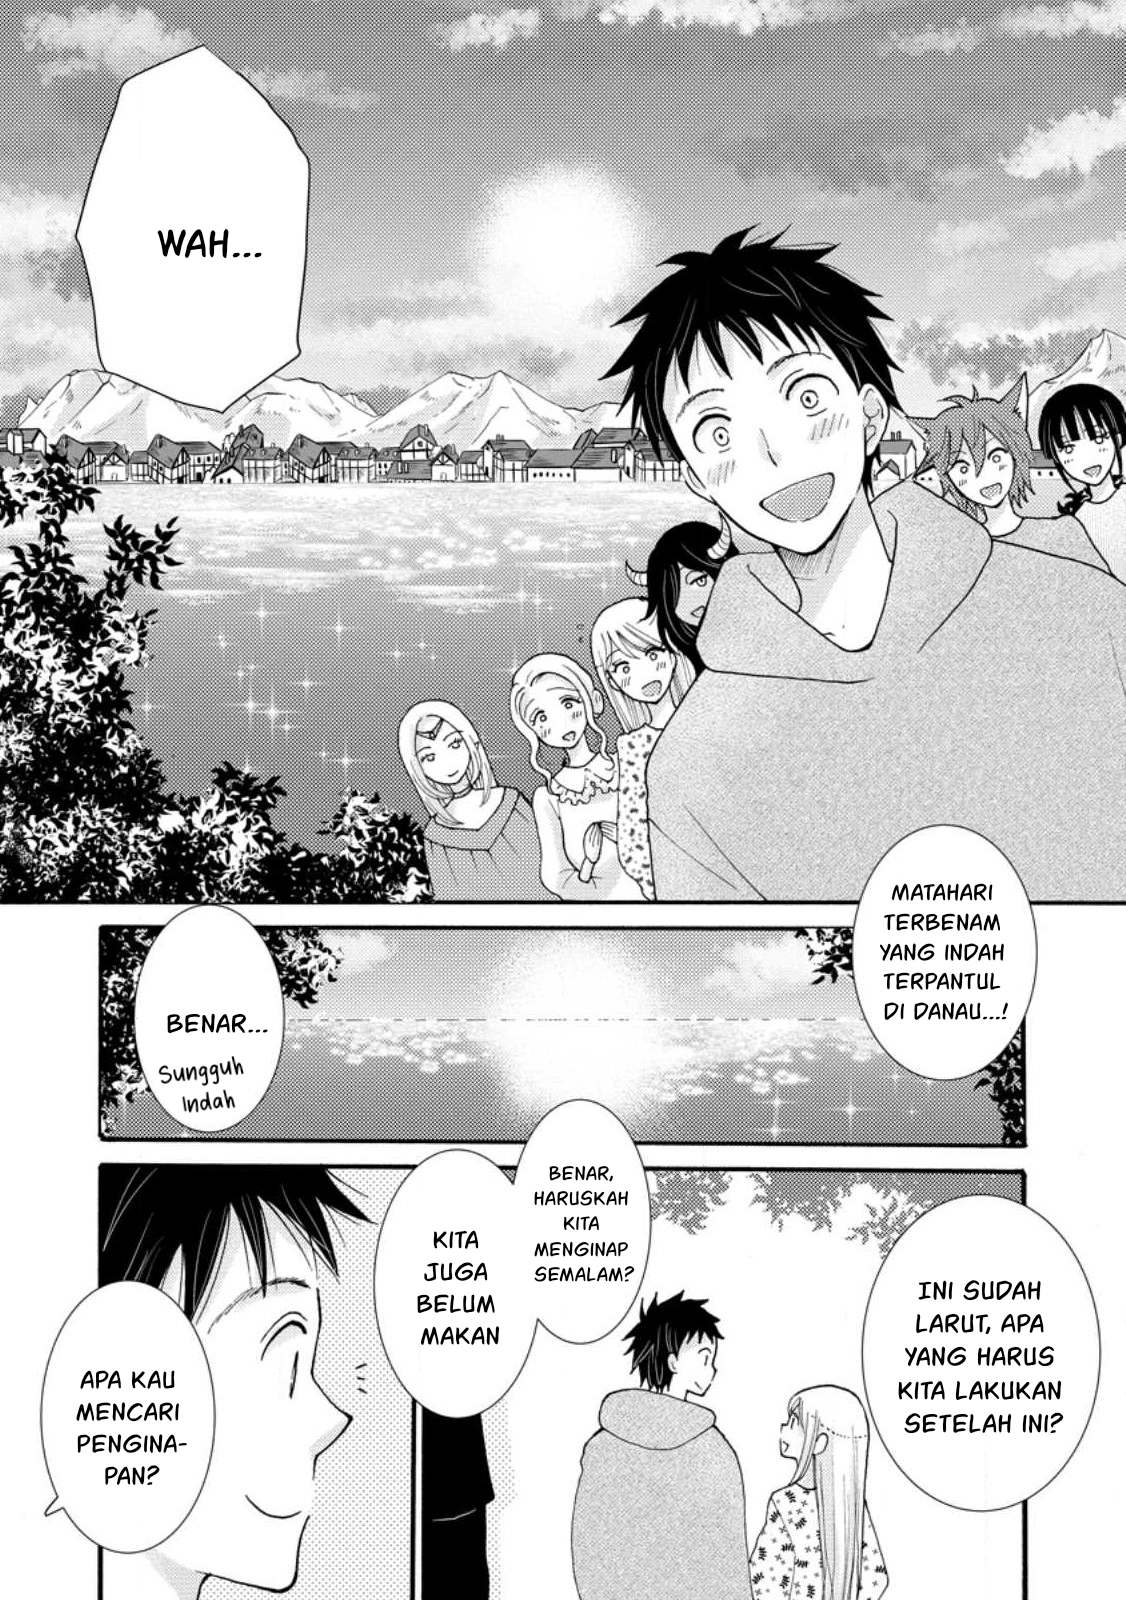 WAH...
MATAHARI
TERBENAM
YANG INDAH
TERPANTUL
DI DANAU...!
BENAR...
Sungguh
Indah
INI SUDAH
LARUT, APA
YANG HARUS
KITA LAKUKAN
SETELAH INI?
BENAR,
HARUSKAH
KITA
MENGINAP
SEMALAM?
KITA
JUGA
BELUM
MAKAN
APA KAU
MENCARI
PENGINA-
PAN?